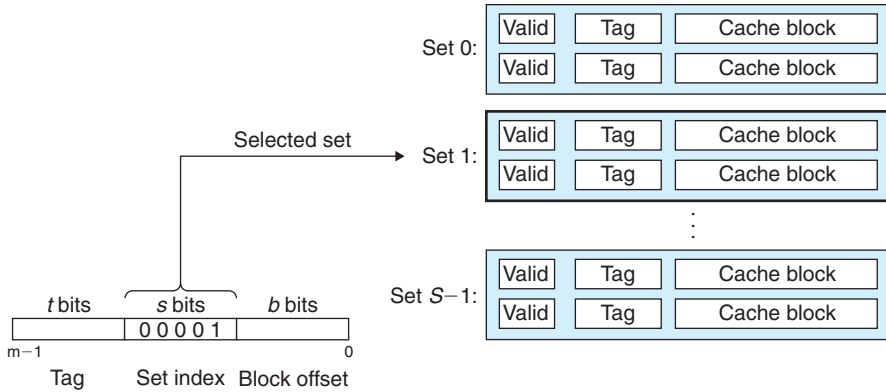 Set 0:
Valid Tag Cache block
Valid Tag Cache block
Selected set
Set 1:
Valid Tag Cache block
Valid Tag Cache block
Set S−1:
Valid Tag Cache block
Valid Tag Cache block
t bits s bits b bits
0 0 0 0 1
m−1 0
Tag Set index Block offset